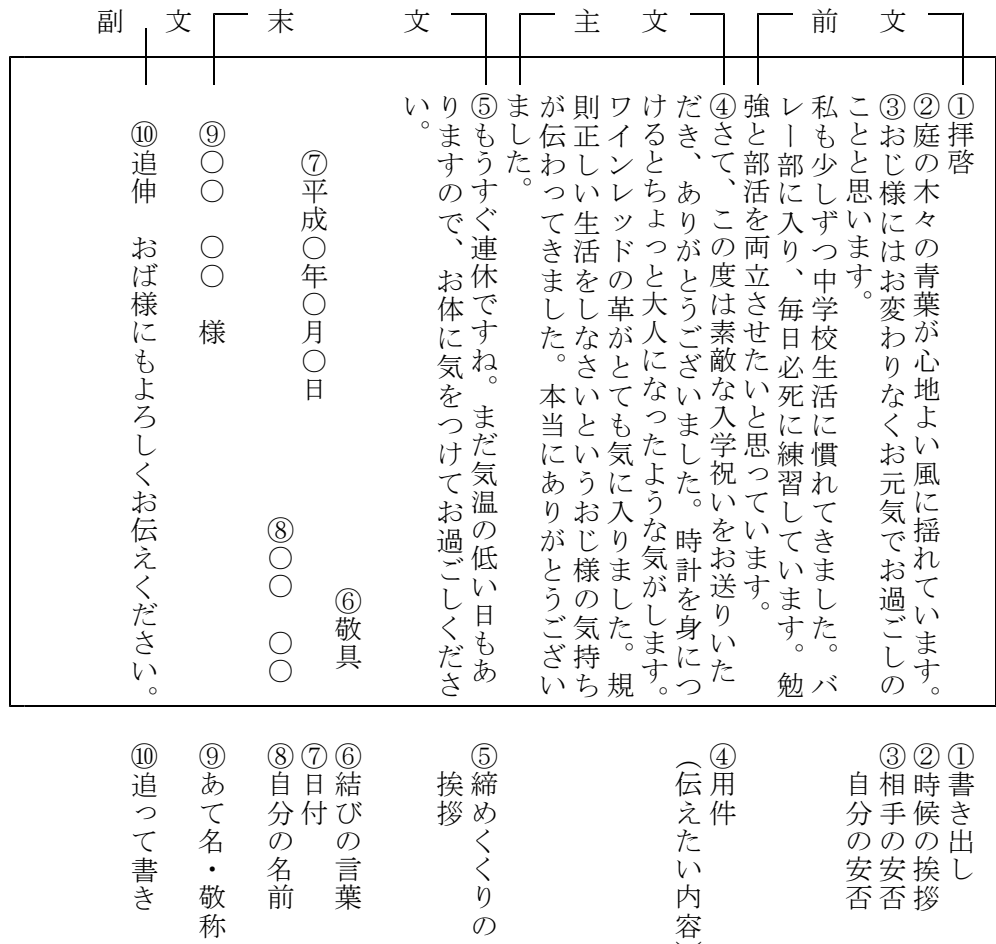 前文
主文
末文
副文
①拝啓
②庭の木々の青葉が心地よい風に揺れています。
③おじ様にはお変わりなくお元気でお過ごしの
ことと思います。
私も少しずつ中学校生活に慣れてきました。バ
レー部に入り、毎日必死に練習しています。勉
強と部活を両立させたいと思っています。
④さて、この度は素敵な入学祝いをお送りいた
だき、ありがとうございました。時計を身につ
けるとちょっと大人になったような気がします。
ワインレッドの革がとても気に入りました。規
則正しい生活をしなさいというおじ様の気持ち
が伝わってきました。本当にありがとうござい
ました。
⑤もうすぐ連休ですね。まだ気温の低い日もあ
りますので、お体に気をつけてお過ごしくださ
い。
⑥敬具
⑦平成○年○月○日
⑧○○ ○○
⑨○○ ○○ 様
⑩追伸 おば様にもよろしくお伝えください。
①書き出し
②時候の挨拶
③相手の安否
自分の安否
④用件
(伝えたい内容)
⑤締めくくりの
挨拶
⑥結びの言葉
⑦日付
⑧自分の名前
⑨あて名・敬称
⑩追って書き